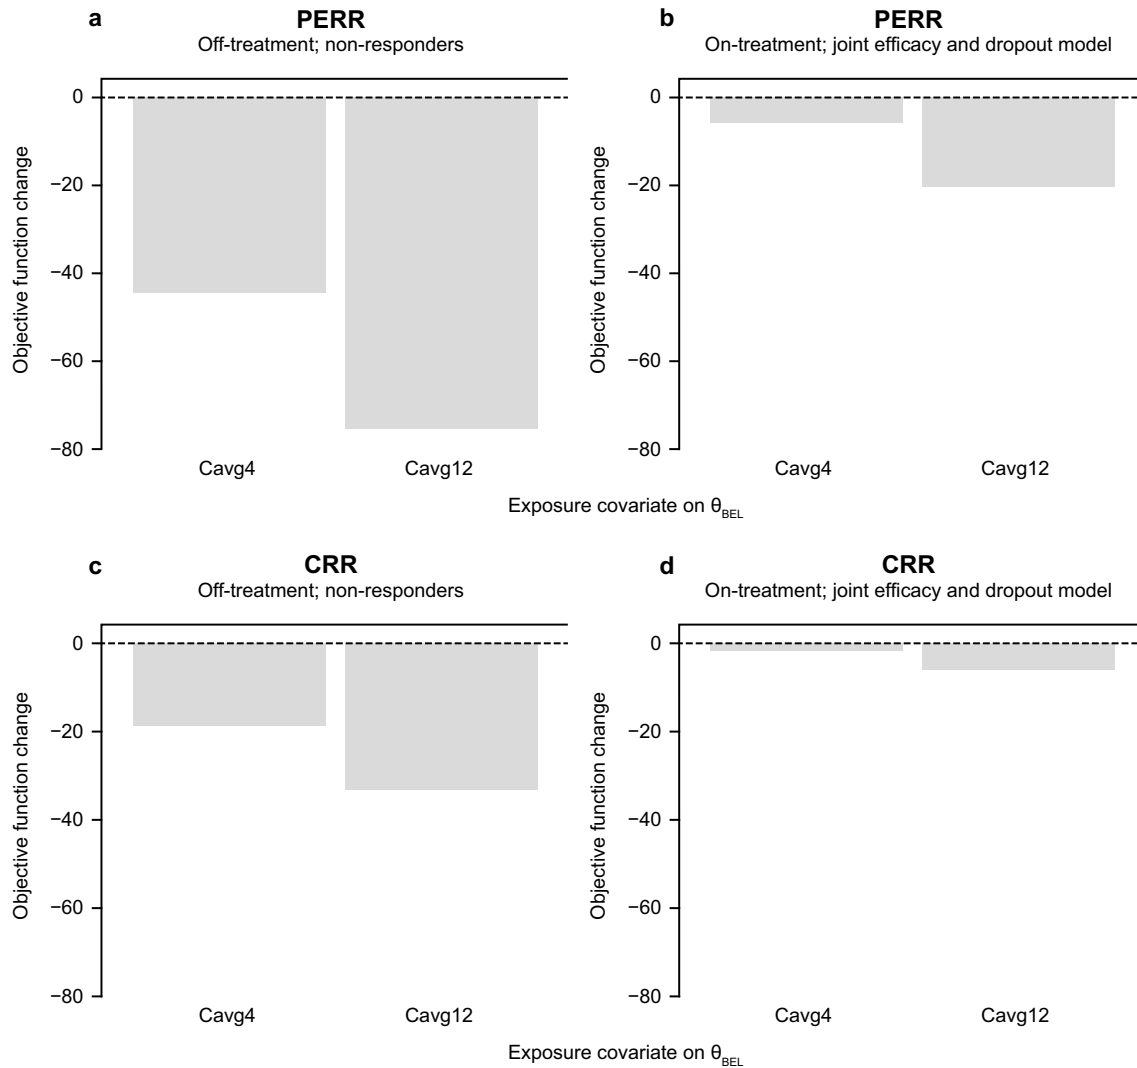 a
PERR
Off-treatment; non-responders
Objective function change
0
−20
−40
−60
−80
Cavg4
Cavg12
b
PERR
On-treatment; joint efficacy and dropout model
Objective function change
0
−20
−40
−60
−80
Cavg4
Cavg12
Exposure covariate on θBEL
c
CRR
Off-treatment; non-responders
Objective function change
0
−20
−40
−60
−80
Cavg4
Cavg12
d
CRR
On-treatment; joint efficacy and dropout model
Objective function change
0
−20
−40
−60
−80
Cavg4
Cavg12
Exposure covariate on θBEL